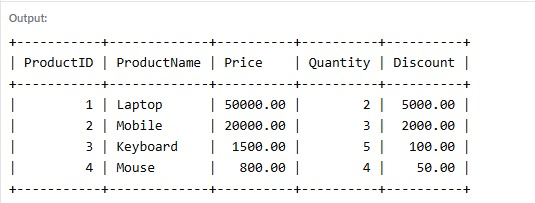 Output:
+-----------+-------------+----------+----------+----------+
| ProductID | ProductName | Price    | Quantity | Discount |
+-----------+-------------+----------+----------+----------+
|         1 | Laptop      | 50000.00 |        2 |  5000.00 |
|         2 | Mobile      | 20000.00 |        3 |  2000.00 |
|         3 | Keyboard    |  1500.00 |        5 |   100.00 |
|         4 | Mouse       |   800.00 |        4 |    50.00 |
+-----------+-------------+----------+----------+----------+